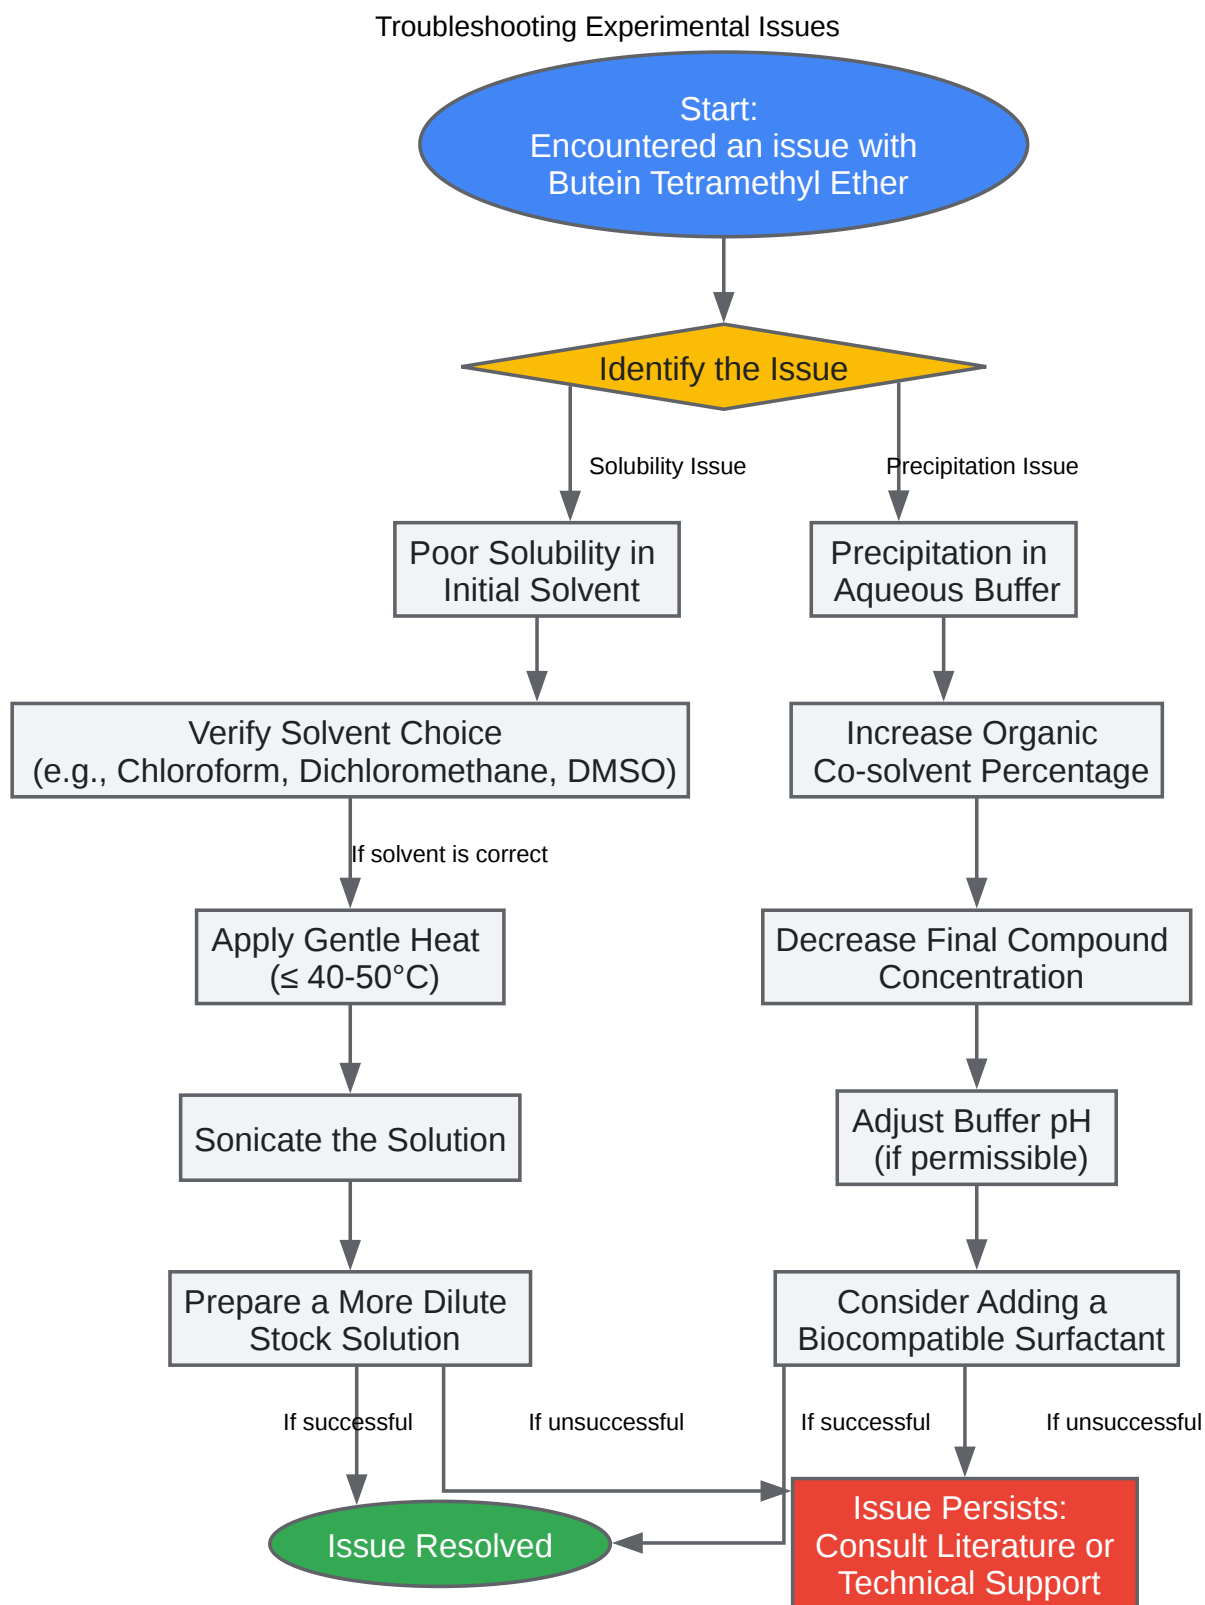 Troubleshooting Experimental Issues
Start:
Encountered an issue with
Butein Tetramethyl Ether
Identify the Issue
Solubility Issue
Precipitation Issue
Poor Solubility in
Initial Solvent
Precipitation in
Aqueous Buffer
Verify Solvent Choice
(e.g., Chloroform, Dichloromethane, DMSO)
Increase Organic
Co-solvent Percentage
If solvent is correct
Apply Gentle Heat
(≤ 40-50°C)
Decrease Final Compound
Concentration
Sonicate the Solution
Adjust Buffer pH
(if permissible)
Prepare a More Dilute
Stock Solution
Consider Adding a
Biocompatible Surfactant
If successful
If unsuccessful
If successful
If unsuccessful
Issue Resolved
Issue Persists:
Consult Literature or
Technical Support